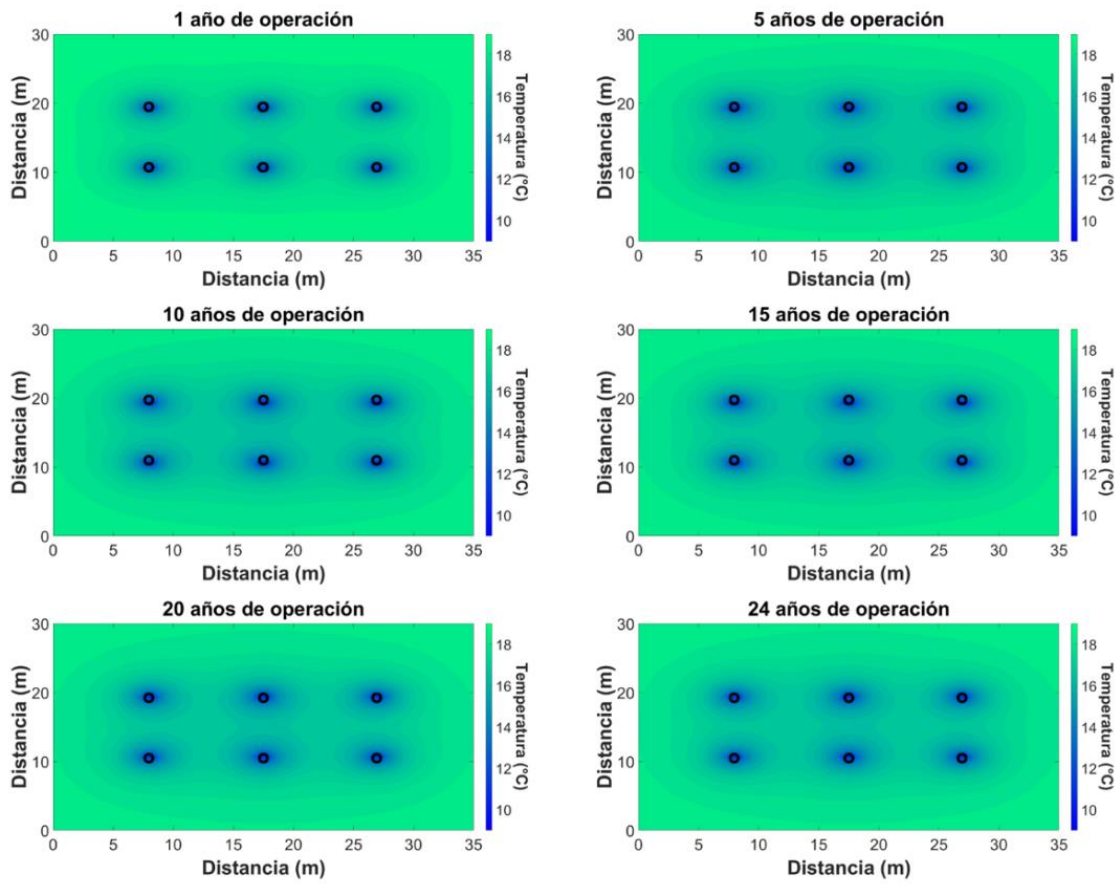 1 año de operación
30
20
10
0
Distancia (m)
0 5 10 15 20 25 30 35
Distancia (m)
18
16
14
12
10
Temperatura (°C)
5 años de operación
30
20
10
0
Distancia (m)
0 5 10 15 20 25 30 35
Distancia (m)
18
16
14
12
10
Temperatura (°C)
10 años de operación
30
20
10
0
Distancia (m)
0 5 10 15 20 25 30 35
Distancia (m)
18
16
14
12
10
Temperatura (°C)
15 años de operación
30
20
10
0
Distancia (m)
0 5 10 15 20 25 30 35
Distancia (m)
18
16
14
12
10
Temperatura (°C)
20 años de operación
30
20
10
0
Distancia (m)
0 5 10 15 20 25 30 35
Distancia (m)
18
16
14
12
10
Temperatura (°C)
24 años de operación
30
20
10
0
Distancia (m)
0 5 10 15 20 25 30 35
Distancia (m)
18
16
14
12
10
Temperatura (°C)